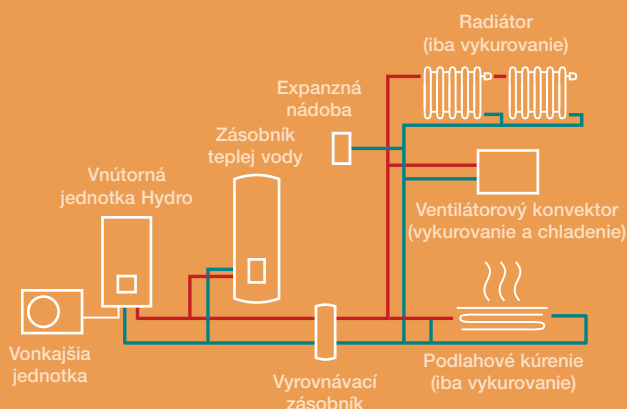 Radiátor
(iba vykurovanie)
Expanzná
nádoba
Zásobník
teplej vody
Vnútorná
jednotka Hydro
Ventilátorový konvektor
(vykurovanie a chladenie)
Vonkajšia
jednotka
Vyrovnávací
zásobník
Podlahové kúrenie
(iba vykurovanie)